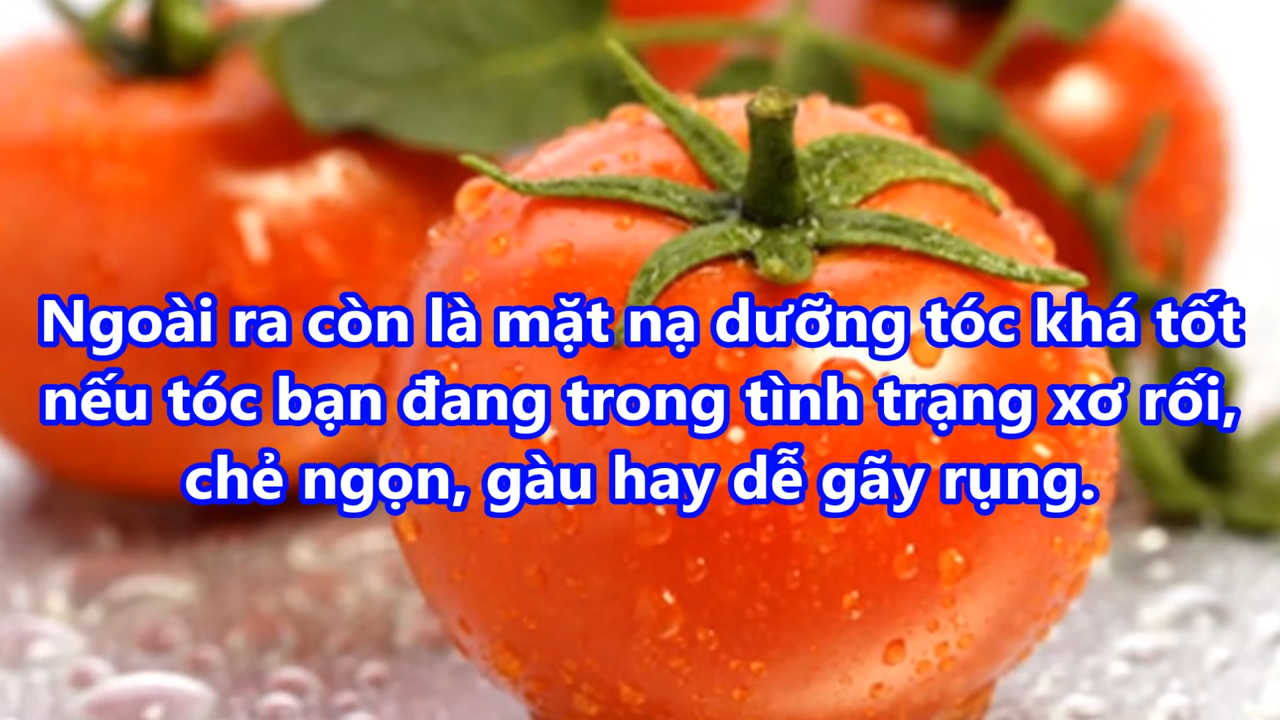 Ngoài ra còn là mặt nạ dưỡng tóc khá tốt
nếu tóc bạn đang trong tình trạng xơ rối,
chẻ ngọn, gàu hay dễ gãy rụng.